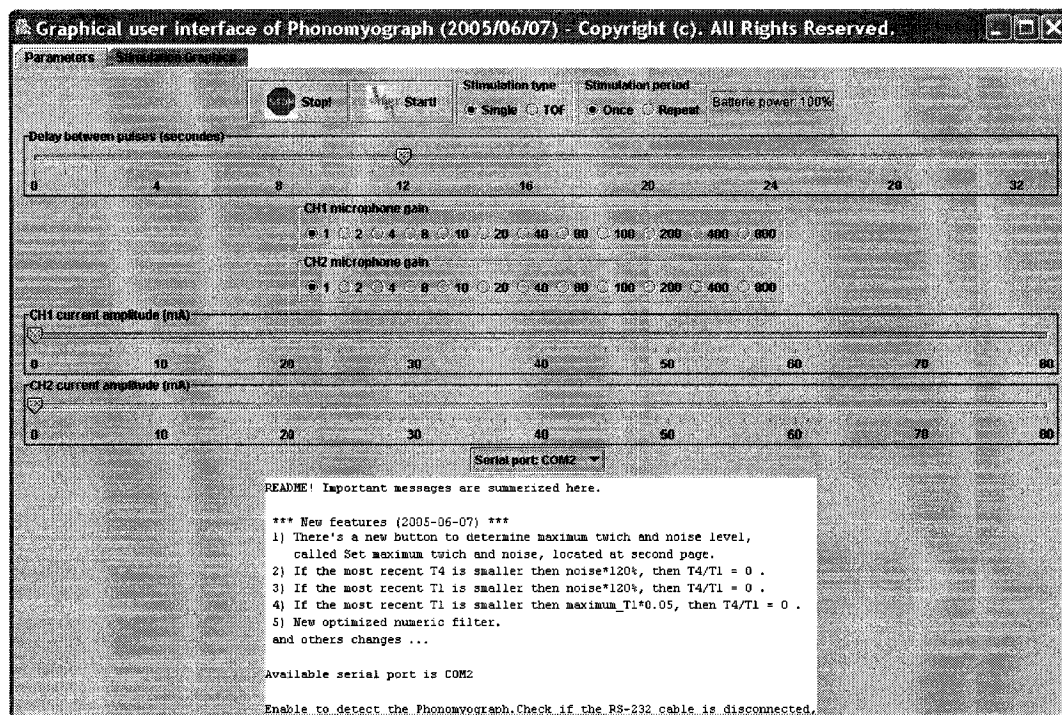 Graphical user interface of Phonomyograph (2005/06/07) - Copyright (c). All Rights Reserved.
Parameters Stimulation Graphics
Stop! Start! Stimulation type Single TOF Stimulation period Once Repeat Batterie power: 100%
Delay between pulses (secondes)
0 4 8 12 16 20 24 28 32
CH1 microphone gain
1 2 4 8 10 20 40 80 100 200 400 800
CH2 microphone gain
1 2 4 8 10 20 40 80 100 200 400 800
CH1 current amplitude (mA)
0 10 20 30 40 50 60 70 80
CH2 current amplitude (mA)
0 10 20 30 40 50 60 70 80
Serial port: COM2
README! Important messages are summerized here.
*** New features (2005-06-07) ***
1) There's a new button to determine maximum twich and noise level,
called Set maximum twich and noise, located at second page.
2) If the most recent T4 is smaller then noise*120%, then T4/T1 = 0 .
3) If the most recent T1 is smaller then noise*120%, then T4/T1 = 0 .
4) If the most recent T1 is smaller then maximum_T1*0.05, then T4/T1 = 0 .
5) New optimized numeric filter.
and others changes ...
Available serial port is COM2
Enable to detect the Phonomyograph.Check if the RS-232 cable is disconnected,